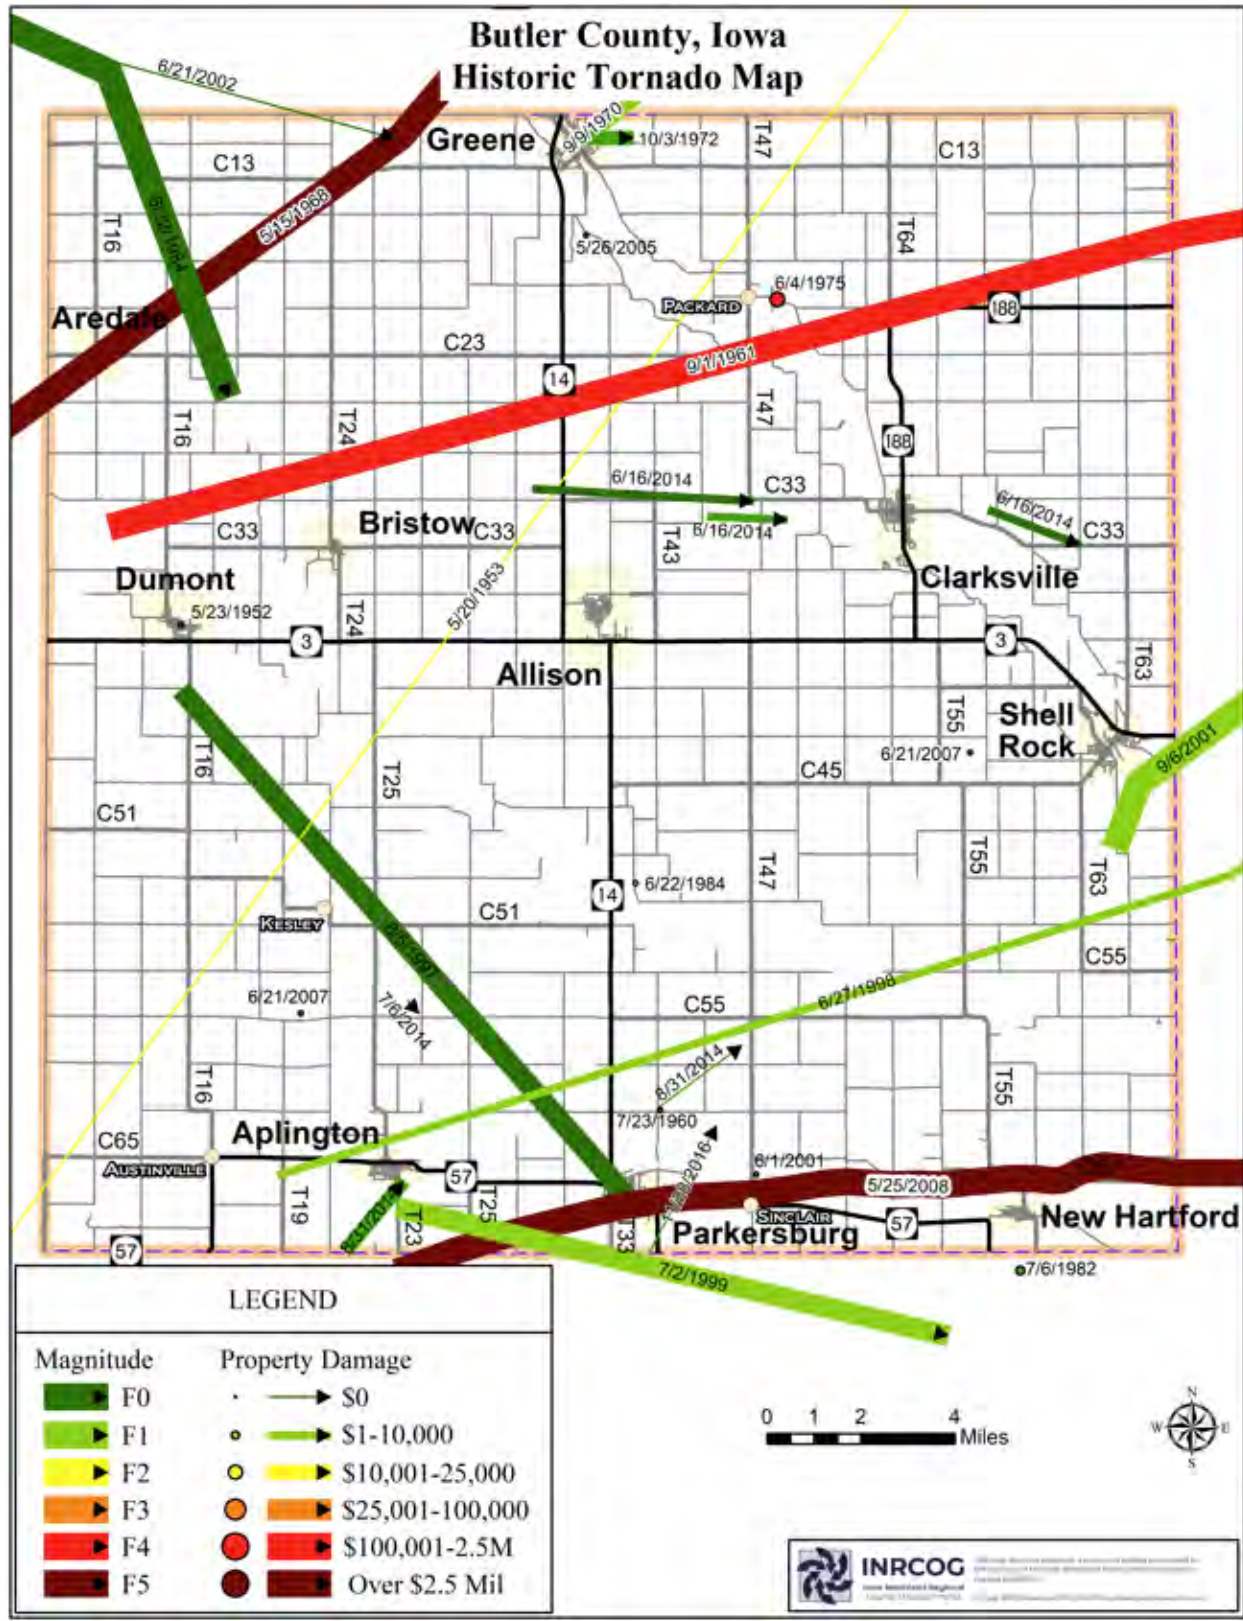 Butler County, Iowa
Historic Tornado Map
6/21/2002
Greene
9/9/1970
10/3/1972
T47
C13
C13
5/15/1968
T16
T64
5/26/2005
6/4/1975
PACKARD
188
Aredale
C23
9/1/1961
14
T16
T24
T47
188
6/16/2014
C33
6/16/2014
6/16/2014
C33
Bristow
C33
C33
T43
Dumont
Clarksville
5/23/1952
T24
5/20/1953
3
3
T63
Allison
Shell
Rock
T55
6/21/2007
9/6/2001
T16
T25
C45
C51
T47
T55
T63
6/22/1984
14
KESLEY
C51
C55
6/21/2007
7/6/2014
C55
6/27/1998
T16
8/31/2014
T55
7/23/1960
Aplington
C65
AUSTINVILLE
57
6/1/2001
5/25/2008
T19
T23
T25
T33
SINCLAIR
Parkersburg
57
New Hartford
57
7/2/1999
7/6/1982
LEGEND
Magnitude Property Damage
F0 $0
F1 $1-10,000
F2 $10,001-25,000
F3 $25,001-100,000
F4 $100,001-2.5M
F5 Over $2.5 Mil
0 1 2 4
Miles
N
W E
S
INRCOG